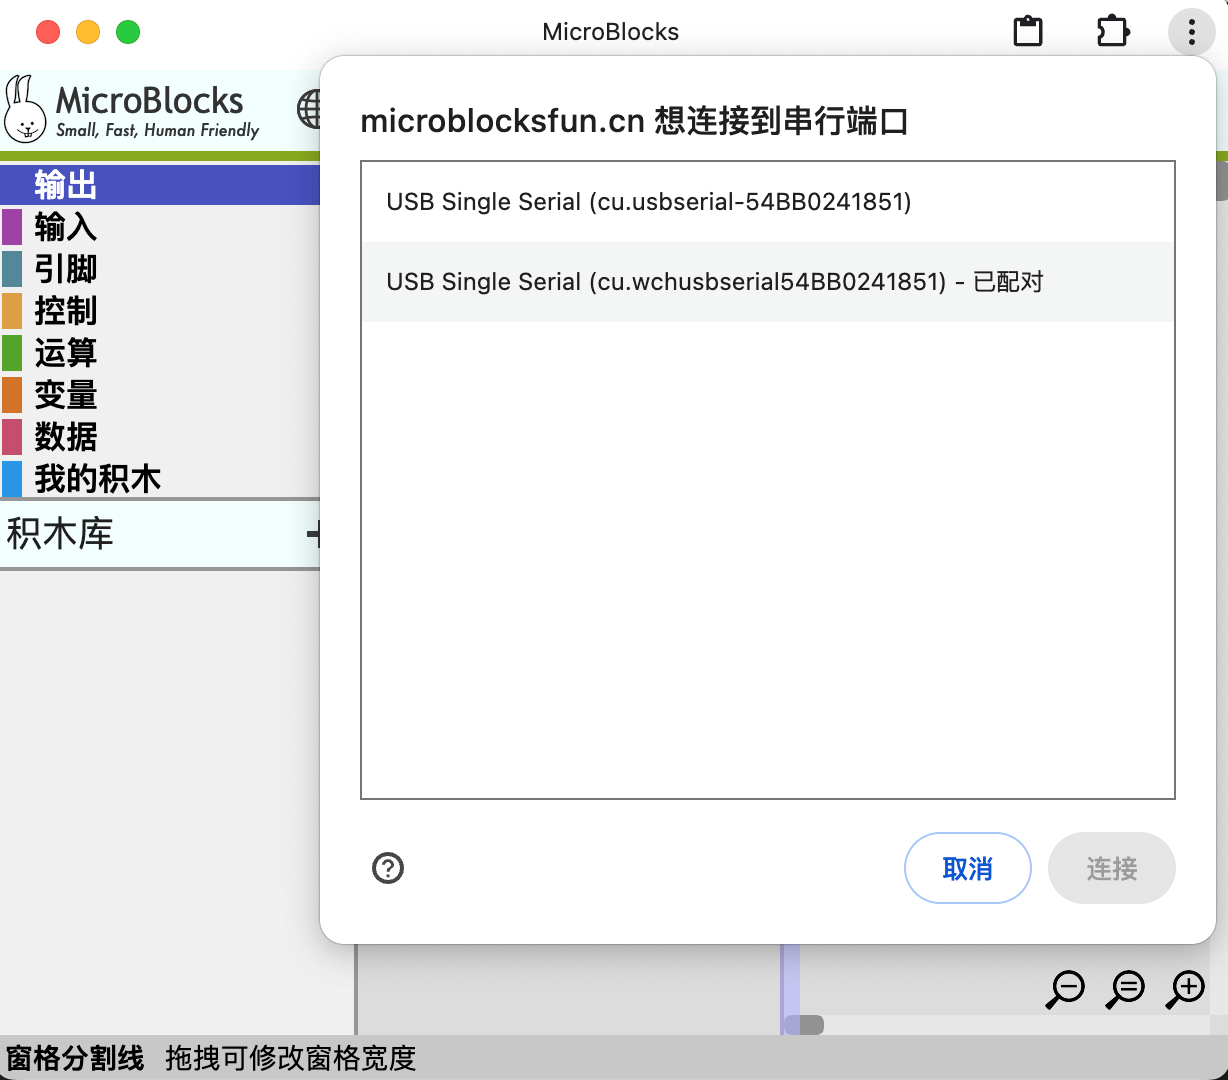 MicroBlocks
MicroBlocks
Small, Fast, Human Friendly
microblocksfun.cn 想连接到串行端口
USB Single Serial (cu.usbserial-54BB0241851)
USB Single Serial (cu.wchusbserial54BB0241851) - 已配对
输出
输入
引脚
控制
运算
变量
数据
我的积木
积木库
取消
连接
窗格分割线 拖拽可修改窗格宽度